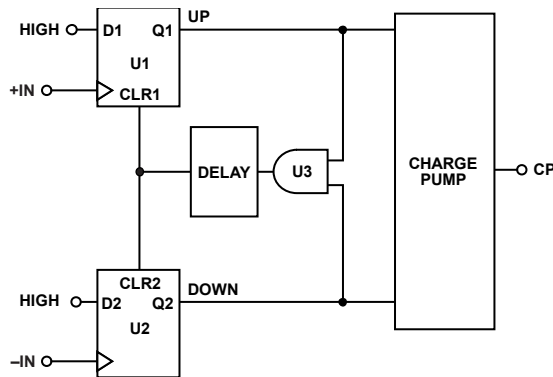 UP
HIGH
D1
Q1
U1
+IN
CLR1
DELAY
U3
CHARGE
PUMP
CP
CLR2
DOWN
HIGH
D2
Q2
U2
–IN